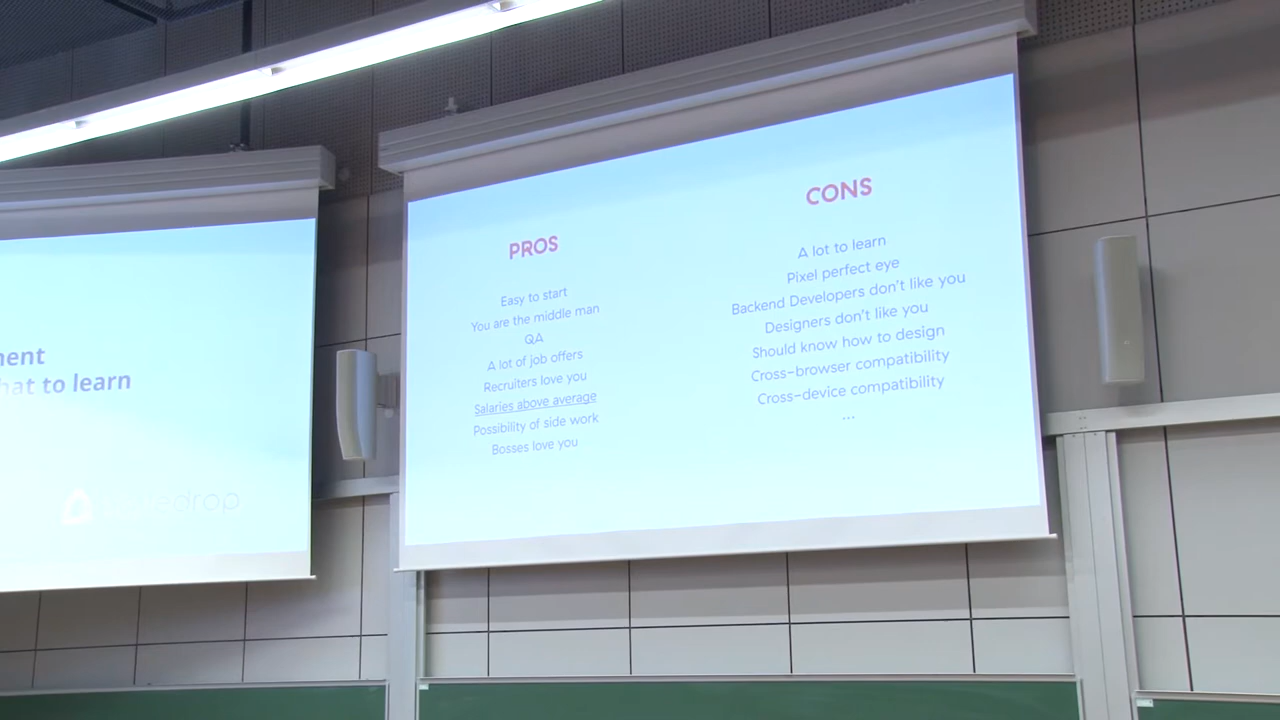 hat to learn
PROS
Easy to start
You are the middle man
QA
A lot of job offers
Recruiters love you
Salaries above average
Possibility of side work
Bosses love you
CONS
A lot to learn
Pixel perfect eye
Backend Developers don't like you
Designers don't like you
Should know how to design
Cross-browser compatibility
Cross-device compatibility
...